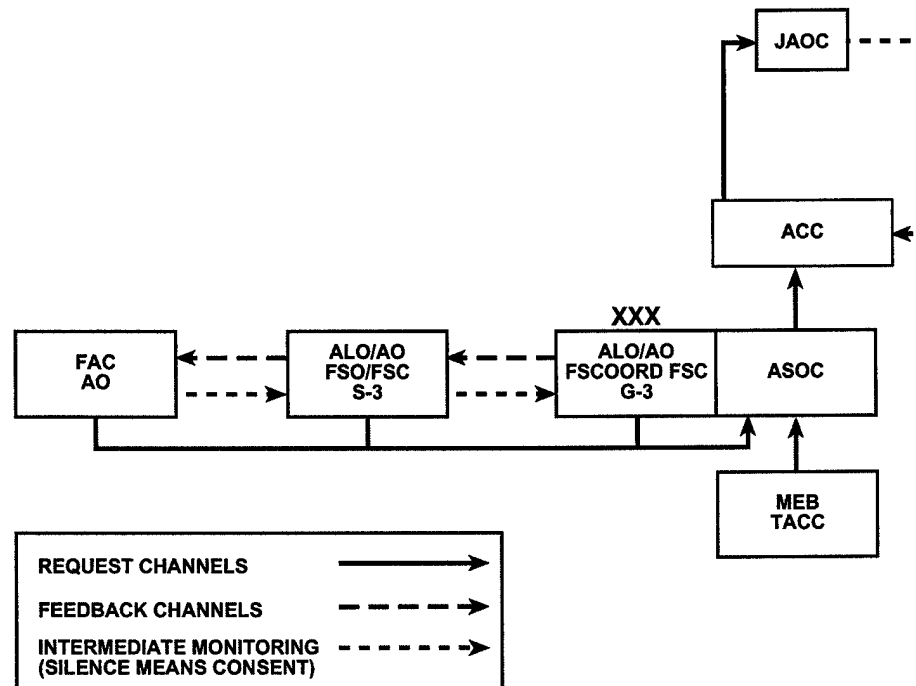 JAOC
ACC
XXX
FAC
AO
ALO/AO
FSO/FSC
S-3
ALO/AO
FSCOORD FSC
G-3
ASOC
MEB
TACC
REQUEST CHANNELS
FEEDBACK CHANNELS
INTERMEDIATE MONITORING
(SILENCE MEANS CONSENT)